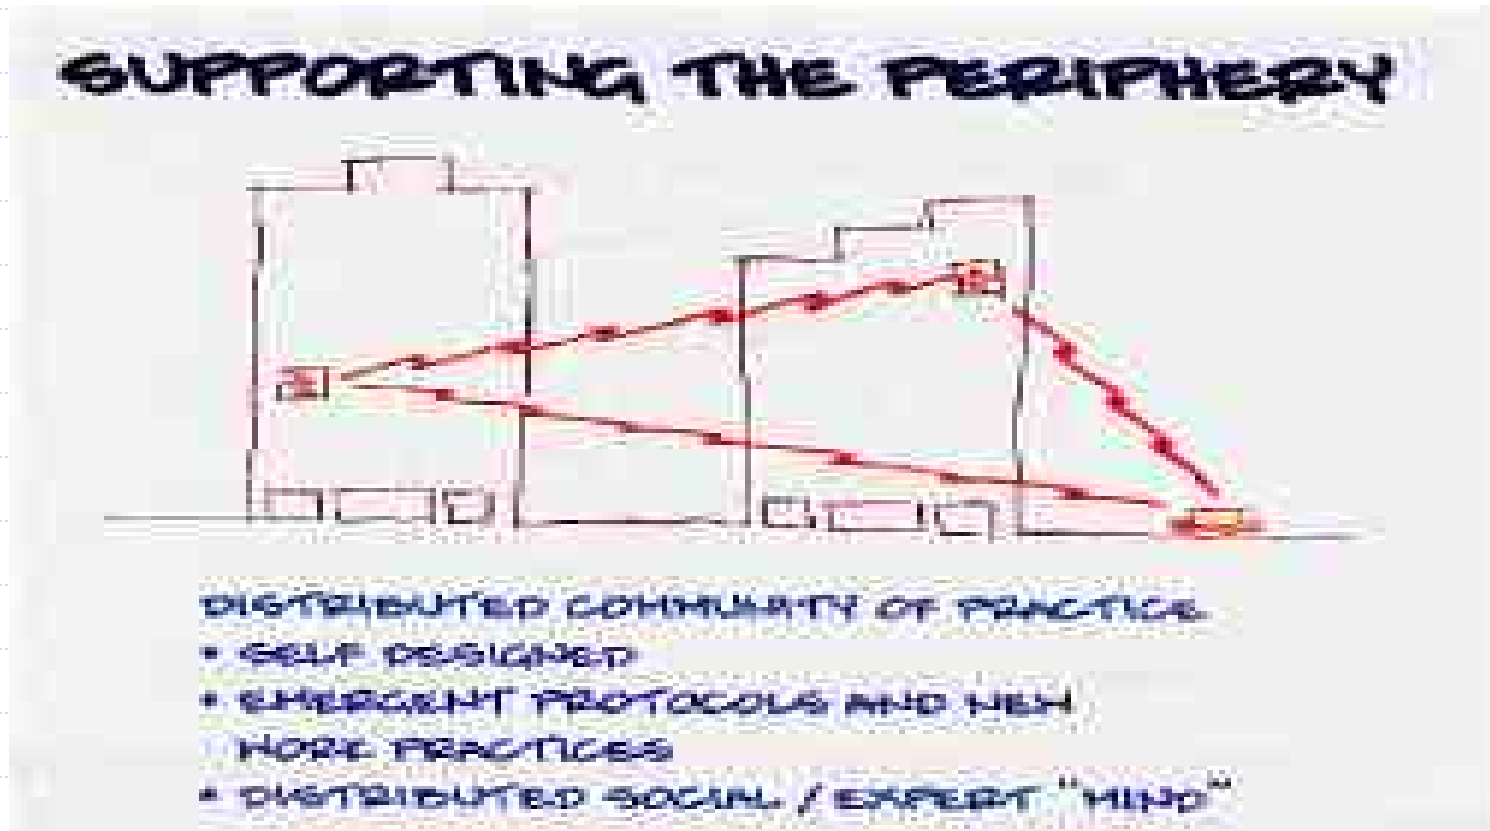 SUPPORTING THE PERIPHERY
DISTRIBUTED COMMUNITY OF PRACTICE
• SELF DESIGNED
• EMERGENT PROTOCOLS AND NEW
WORK PRACTICES
• DISTRIBUTED SOCIAL / EXPERT "MIND"